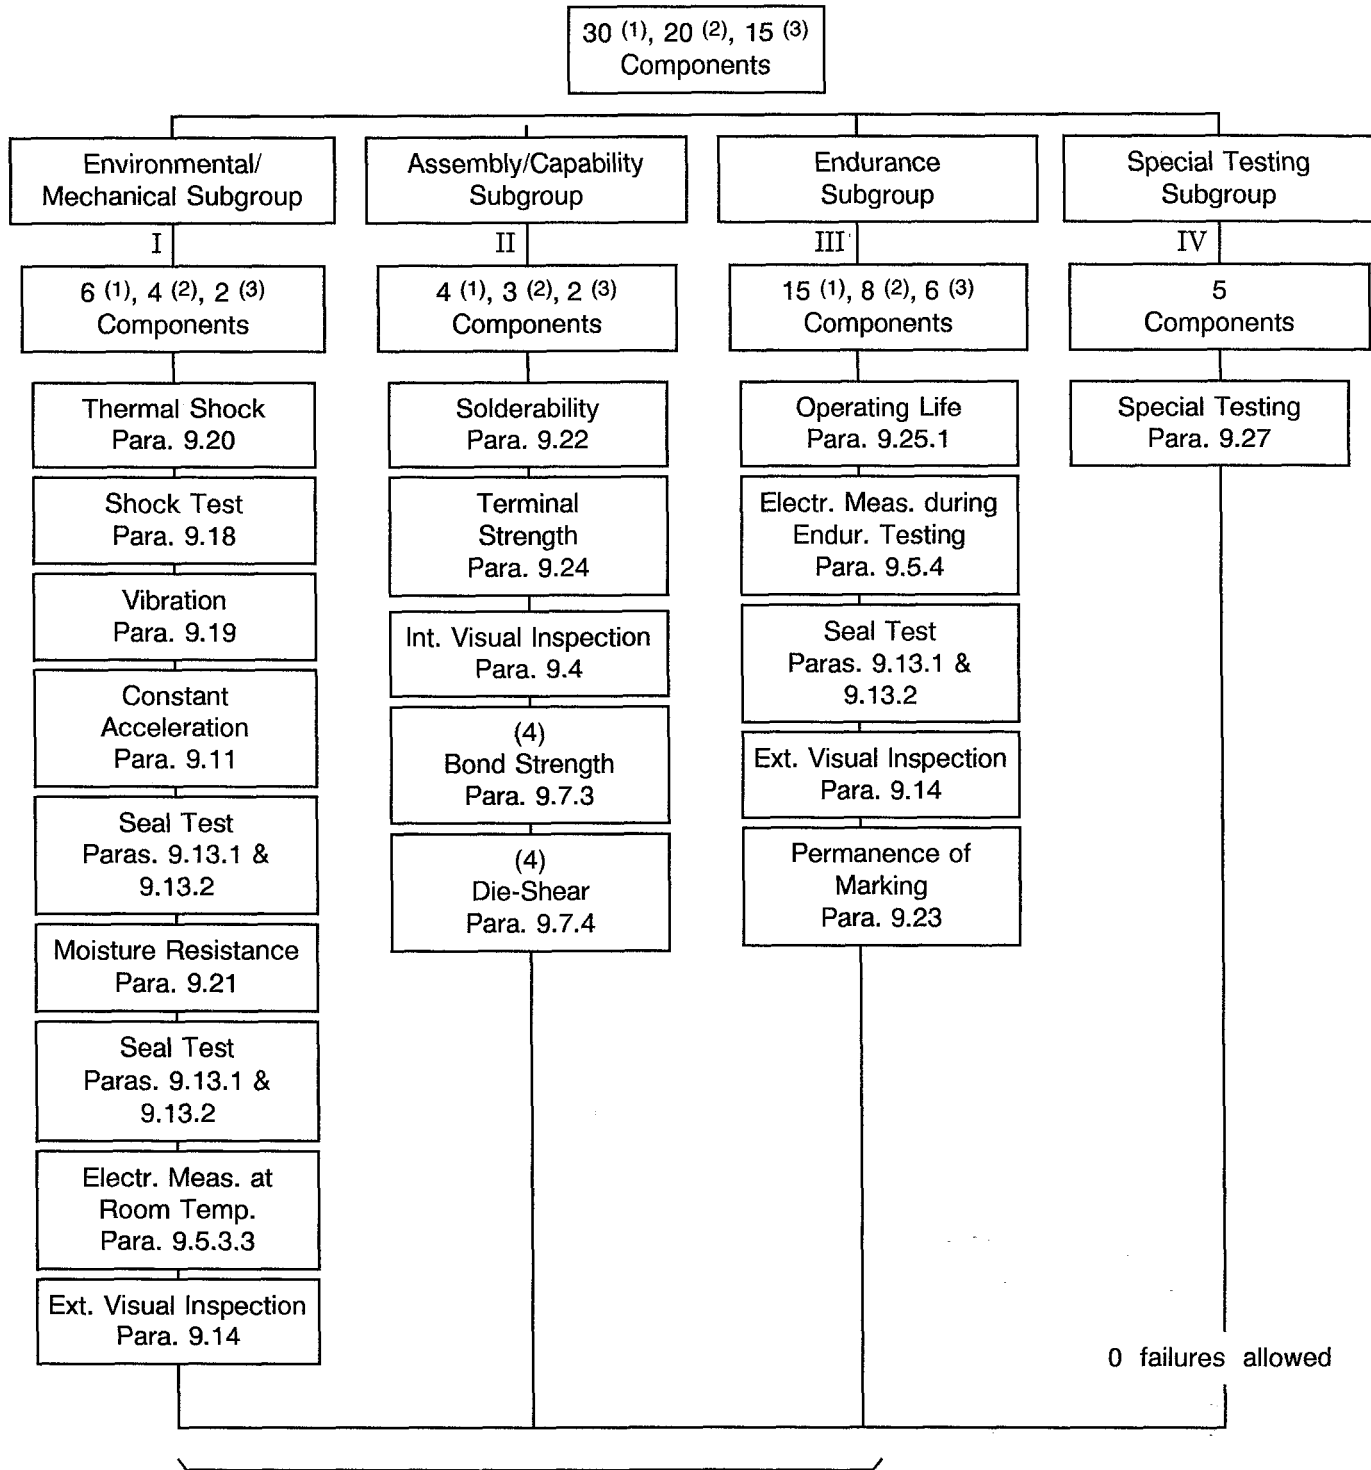 30 (1), 20 (2), 15 (3)
Components
Environmental/
Mechanical Subgroup
I
6 (1), 4 (2), 2 (3)
Components
Thermal Shock
Para. 9.20
Shock Test
Para. 9.18
Vibration
Para. 9.19
Constant
Acceleration
Para. 9.11
Seal Test
Paras. 9.13.1 &
9.13.2
Moisture Resistance
Para. 9.21
Seal Test
Paras. 9.13.1 &
9.13.2
Electr. Meas. at
Room Temp.
Para. 9.5.3.3
Ext. Visual Inspection
Para. 9.14
Assembly/Capability
Subgroup
II
4 (1), 3 (2), 2 (3)
Components
Solderability
Para. 9.22
Terminal
Strength
Para. 9.24
Int. Visual Inspection
Para. 9.4
(4)
Bond Strength
Para. 9.7.3
(4)
Die-Shear
Para. 9.7.4
Endurance
Subgroup
III
15 (1), 8 (2), 6 (3)
Components
Operating Life
Para. 9.25.1
Electr. Meas. during
Endur. Testing
Para. 9.5.4
Seal Test
Paras. 9.13.1 &
9.13.2
Ext. Visual Inspection
Para. 9.14
Permanence of
Marking
Para. 9.23
Special Testing
Subgroup
IV
5
Components
Special Testing
Para. 9.27
0 failures allowed